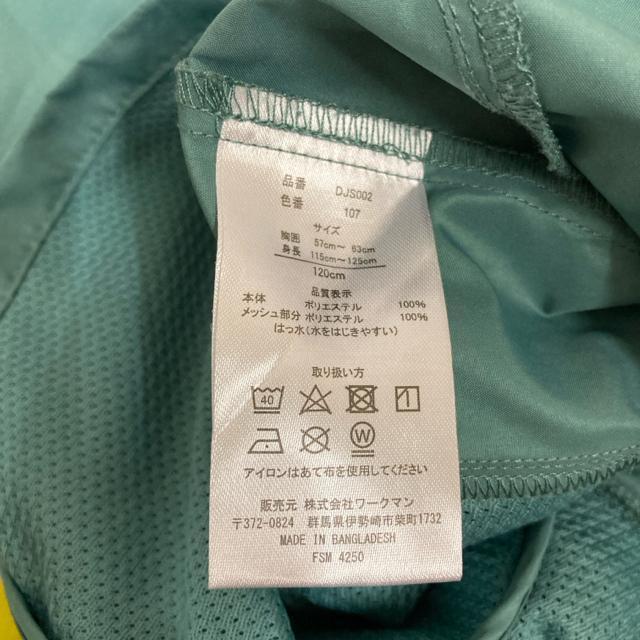 品番 DJS002
色番 107
サイズ
胸囲 57cm～ 63cm
身長 115cm～125cm
120cm
品質表示
本体 ポリエステル 100%
メッシュ部分 ポリエステル 100%
はっ水(水をはじきやすい)
取り扱い方
40
W
アイロンはあて布を使用してください
販売元 株式会社ワークマン
〒372-0824 群馬県伊勢崎市柴町1732
MADE IN BANGLADESH
FSM 4250